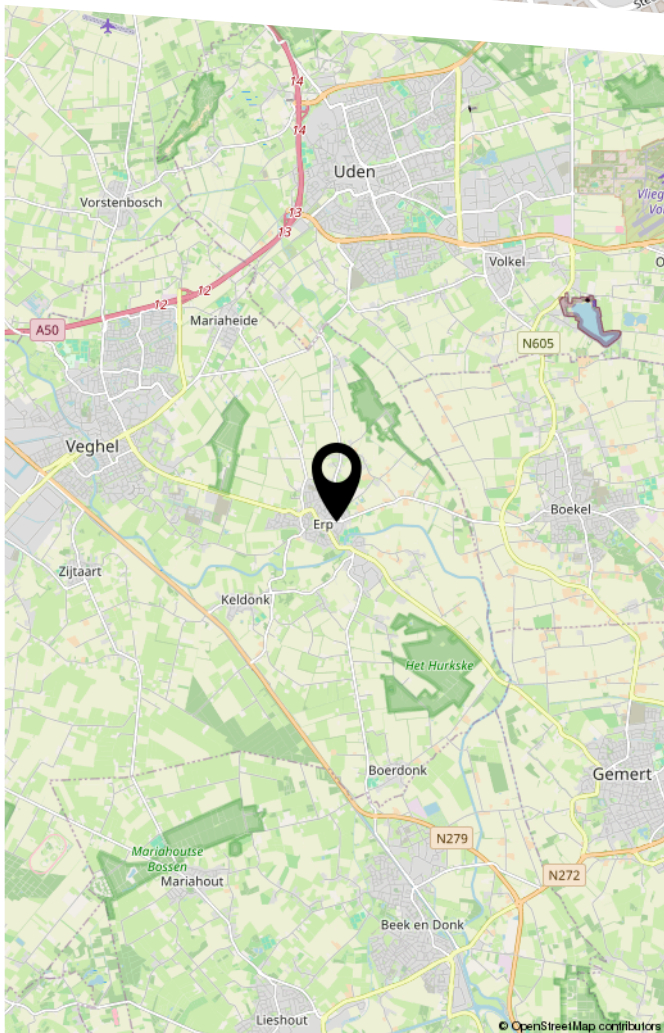 14
14
Uden
Vorstenbosch
13
13
Volkel
12
12
A50
Mariaheide
N605
Veghel
Boekel
Erp
Zijtaart
Keldonk
Het Hurkske
Boerdonk
Gemert
N279
Mariahoutse
Bossen
N272
Mariahout
Beek en Donk
Lieshout
© OpenStreetMap contributors